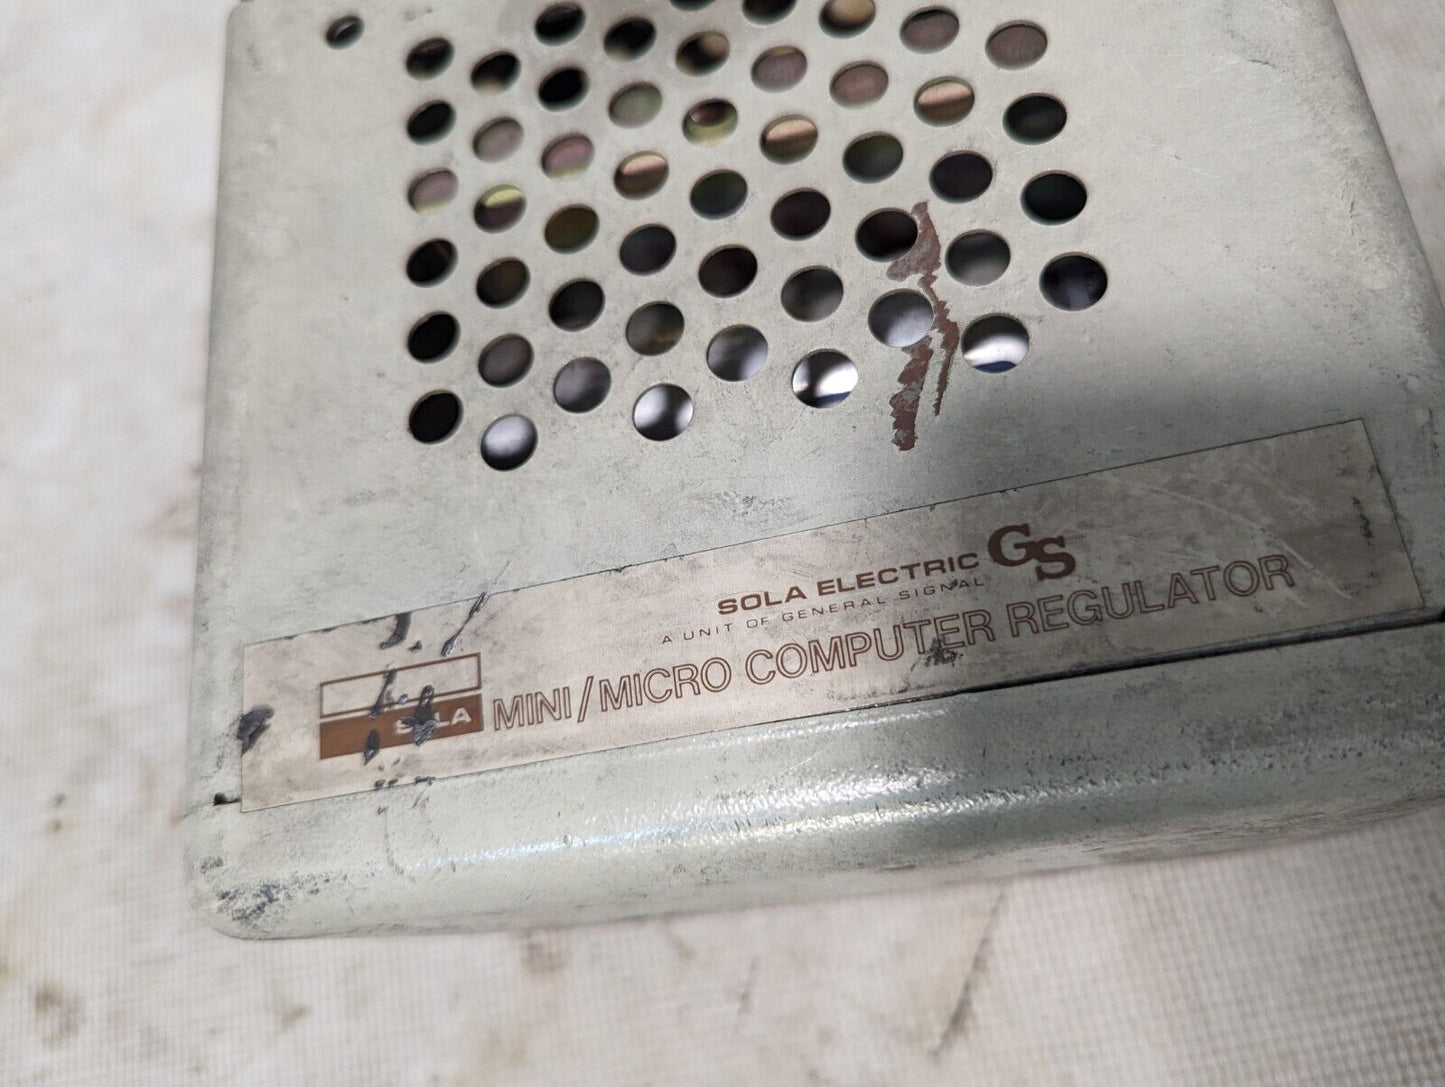 SOLA ELECTRIC GS
A UNIT OF GENERAL SIGNAL
SOLA MINI/MICRO COMPUTER REGULATOR